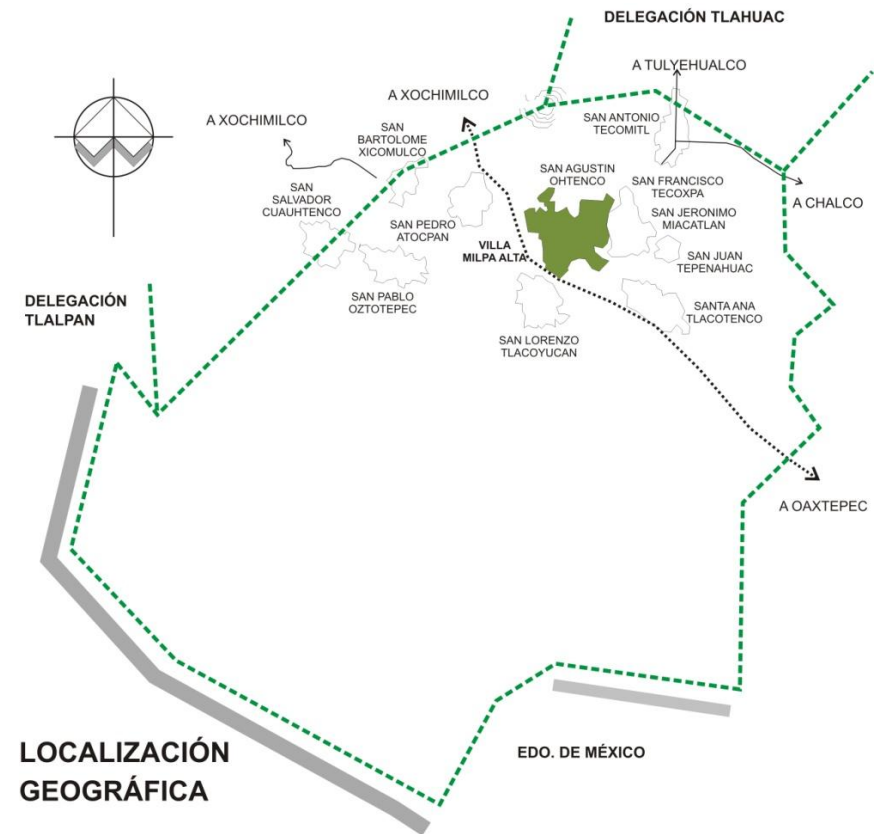 DELEGACIÓN TLAHUAC
A TULYEHUALCO
A XOCHIMILCO
A XOCHIMILCO
SAN
BARTOLOME
XICOMULCO
SAN ANTONIO
TECOMITL
SAN AGUSTIN
OHTENCO
SAN FRANCISCO
TECOXPA
A CHALCO
SAN
SALVADOR
CUAUHTENCO
SAN PEDRO
ATOCPAN
SAN JERONIMO
MIACATLAN
VILLA
MILPA ALTA
SAN JUAN
TEPENAHUAC
SAN PABLO
OZTOTEPEC
DELEGACIÓN
TLALPAN
SANTA ANA
TLACOTENCO
SAN LORENZO
TLACOYUCAN
A OAXTEPEC
LOCALIZACIÓN
GEOGRÁFICA
EDO. DE MÉXICO